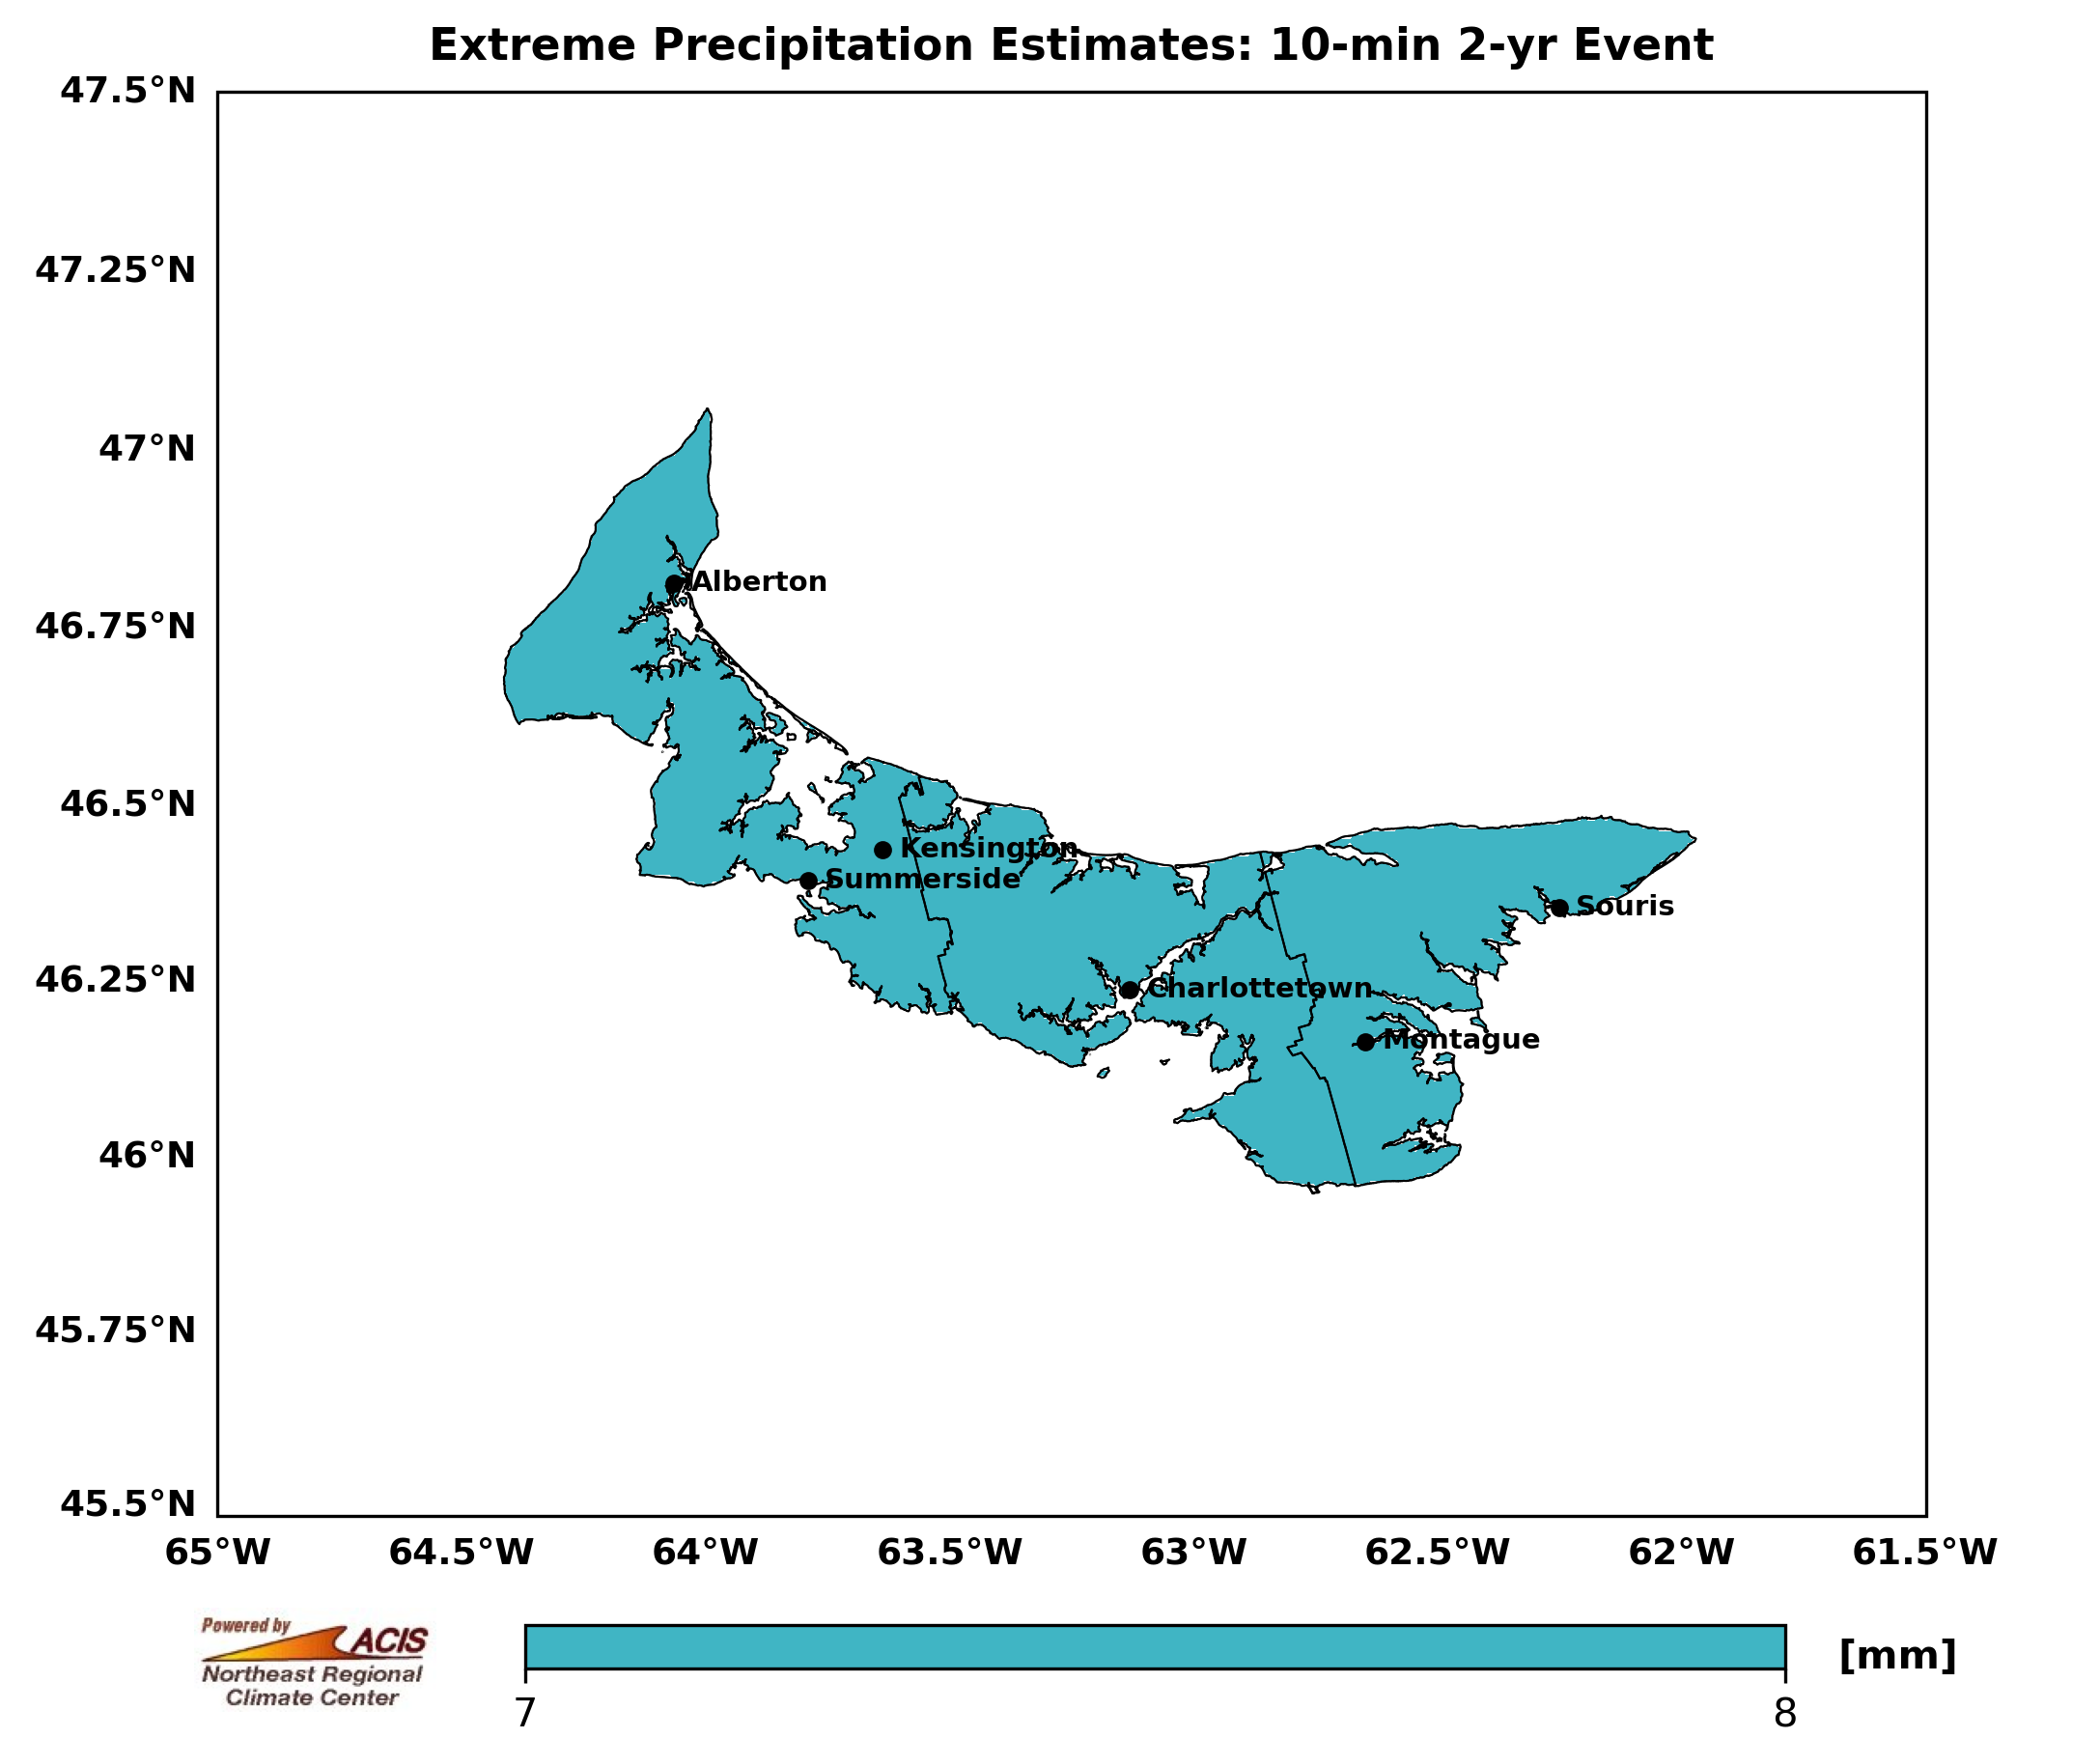 Extreme Precipitation Estimates: 10-min 2-yr Event
47.5°N
47.25°N
47°N
46.75°N
46.5°N
46.25°N
46°N
45.75°N
45.5°N
Alberton
Kensington
Summerside
Souris
Charlottetown
Montague
65°W 64.5°W 64°W 63.5°W 63°W 62.5°W 62°W 61.5°W
Powered by
ACIS
Northeast Regional
Climate Center
[mm]
7 8